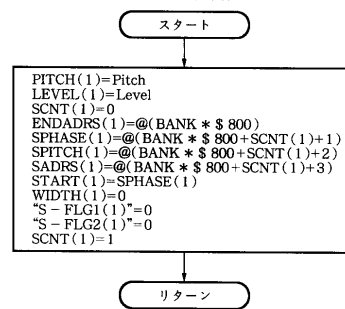 スタート
PITCH(1)=Pitch
LEVEL(1)=Level
SCNT(1)=0
ENDADRS(1)=@(BANK*$800)
SPHASE(1)=@(BANK*$800+SCNT(1)+1)
SPITCH(1)=@(BANK*$800+SCNT(1)+2)
SADRS(1)=@(BANK*$800+SCNT(1)+3)
START(1)=SPHASE(1)
WIDTH(1)=0
“S-FLG1(1)”=0
“S-FLG2(1)”=0
SCNT(1)=1
リターン